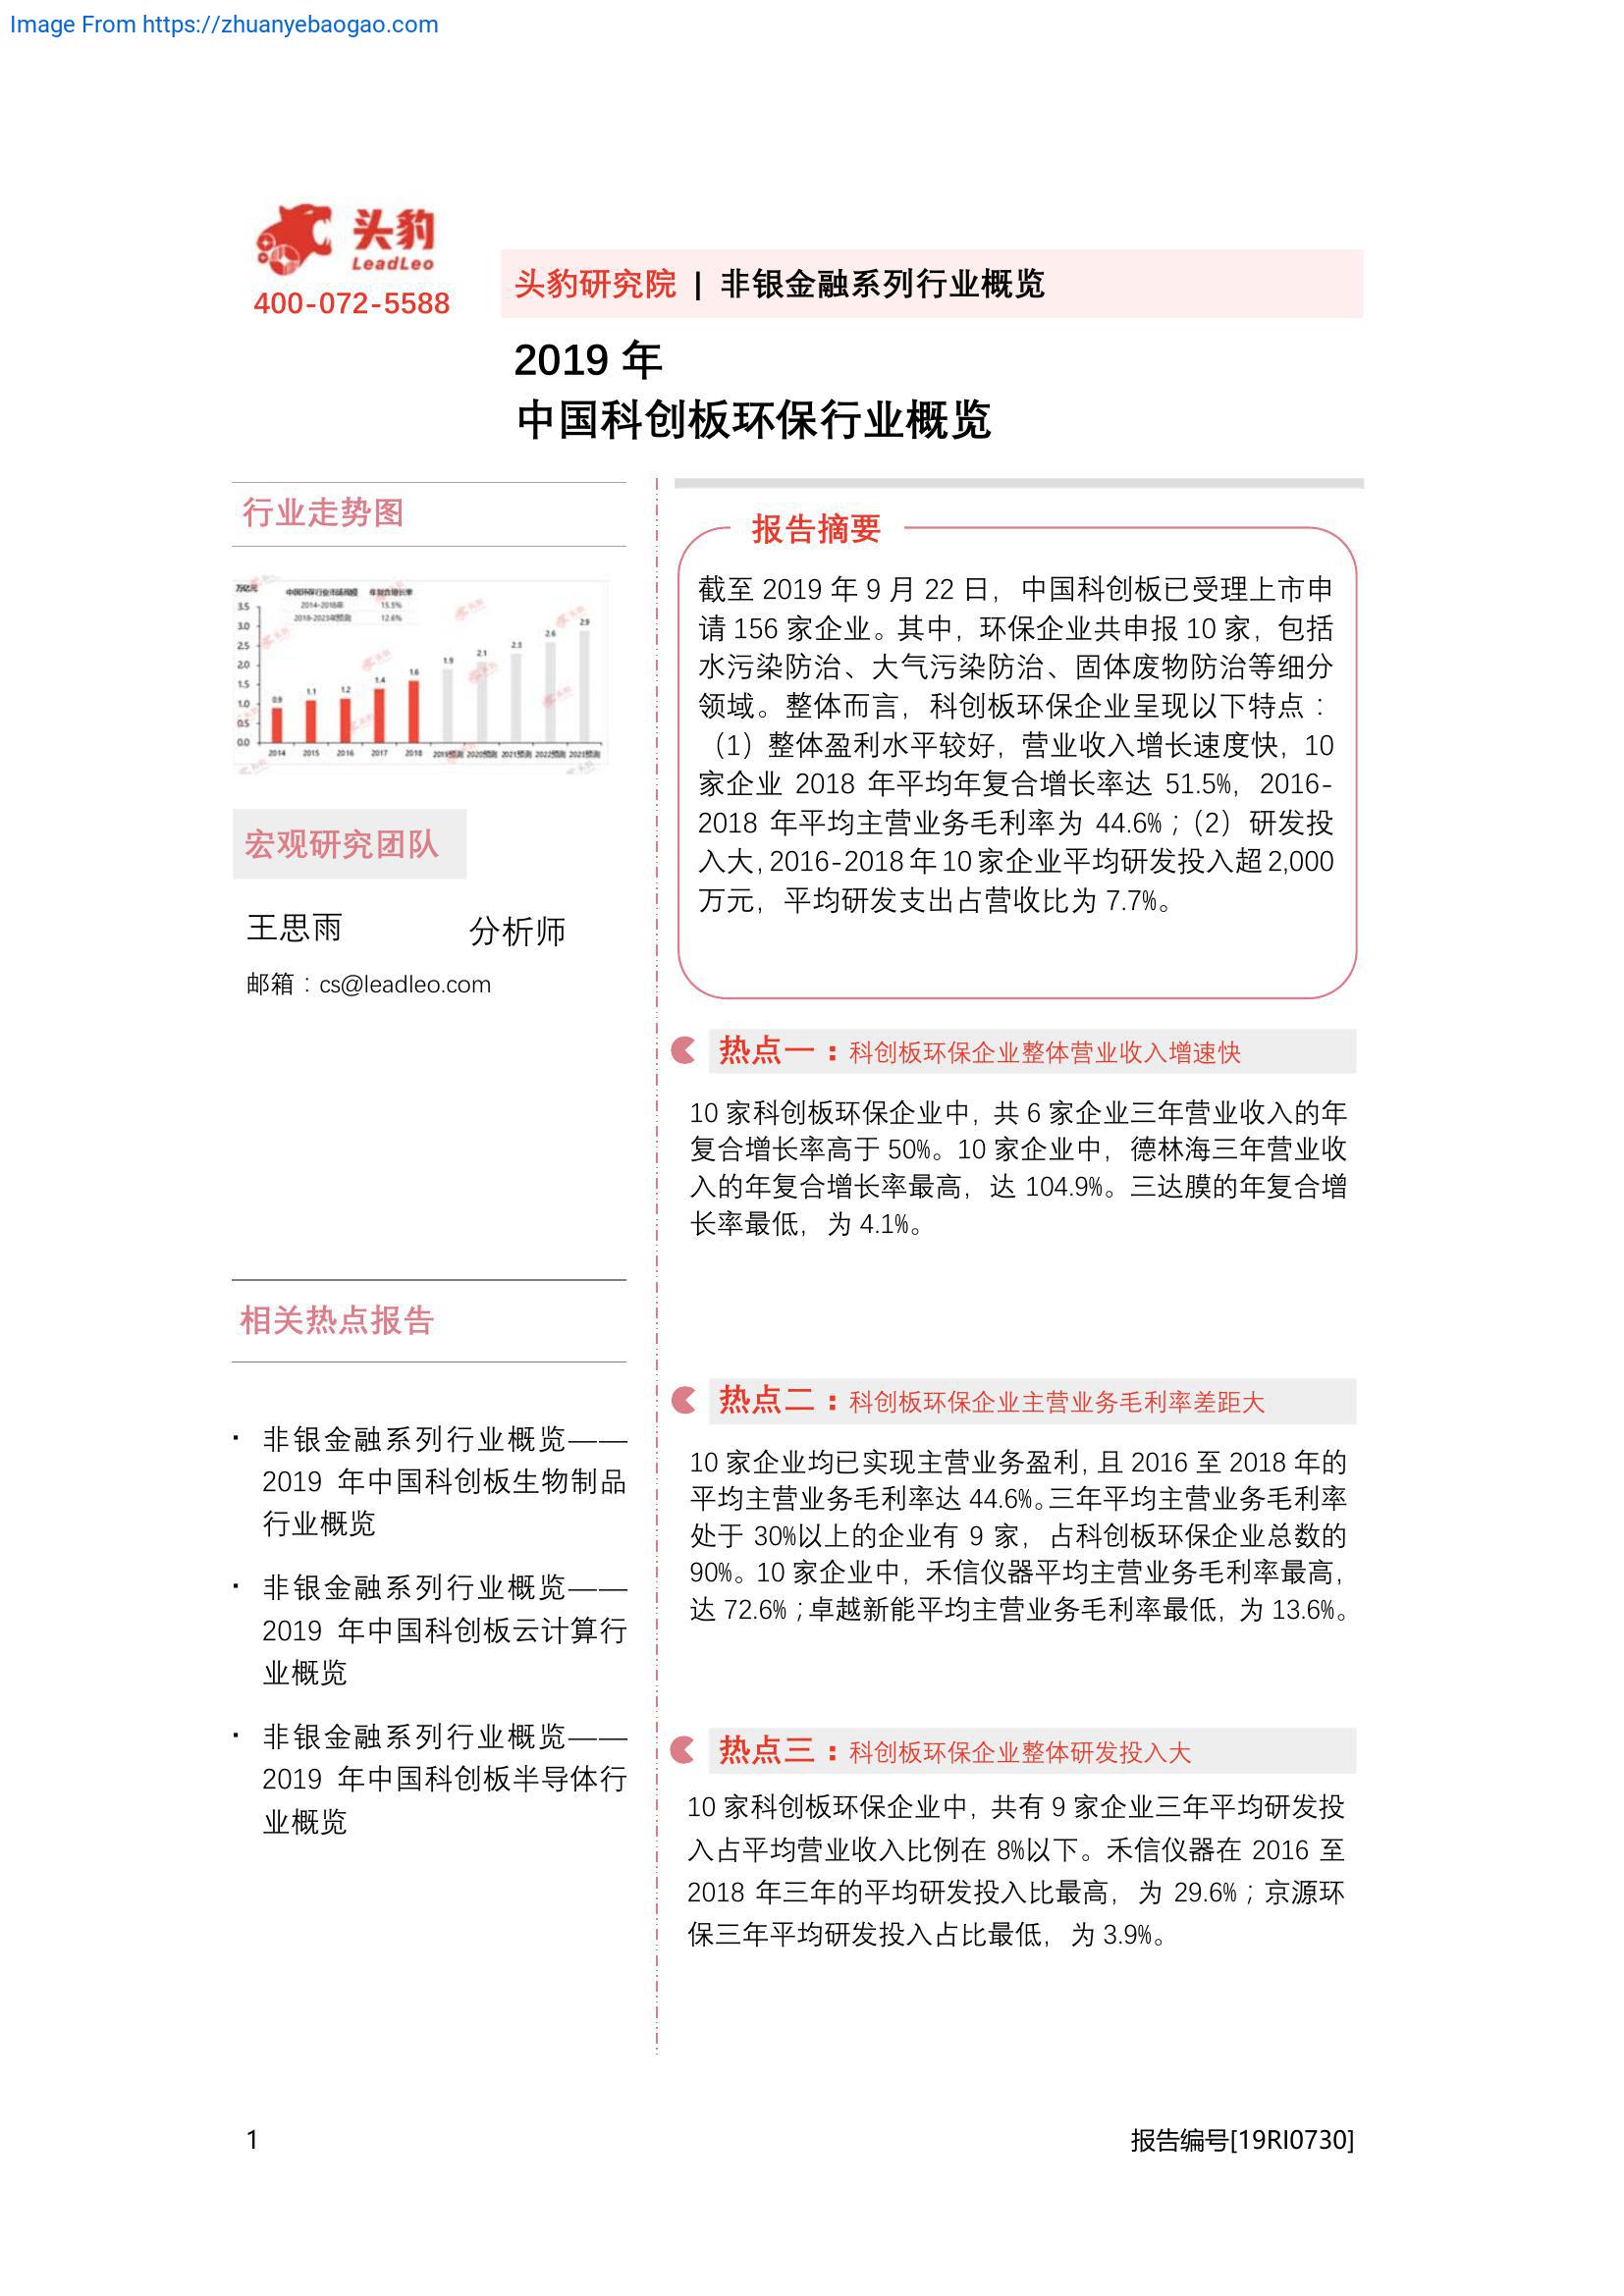 Image From https://zhuanyebaogao.com
头豹
LeadLeo
400-072-5588
头豹研究院 | 非银金融系列行业概览
2019 年
中国科创板环保行业概览
行业走势图
万亿元
中国环保行业市场规模 年复合增长率
2014-2018年 15.5%
2018-2023年预测 12.6%
3.5
3.0
2.5
2.0
1.5
1.0
0.5
0.0
0.9
1.1
1.2
1.4
1.6
1.9
2.1
2.3
2.6
2.9
2014 2015 2016 2017 2018 2019预测 2020预测 2021预测 2022预测 2023预测
宏观研究团队
王思雨 分析师
邮箱：cs@leadleo.com
相关热点报告
· 非银金融系列行业概览——
2019 年中国科创板生物制品
行业概览
· 非银金融系列行业概览——
2019 年中国科创板云计算行
业概览
· 非银金融系列行业概览——
2019 年中国科创板半导体行
业概览
报告摘要
截至 2019 年 9 月 22 日，中国科创板已受理上市申
请 156 家企业。其中，环保企业共申报 10 家，包括
水污染防治、大气污染防治、固体废物防治等细分
领域。整体而言，科创板环保企业呈现以下特点：
（1）整体盈利水平较好，营业收入增长速度快，10
家企业 2018 年平均年复合增长率达 51.5%，2016-
2018 年平均主营业务毛利率为 44.6%；（2）研发投
入大，2016-2018 年 10 家企业平均研发投入超 2,000
万元，平均研发支出占营收比为 7.7%。
热点一：科创板环保企业整体营业收入增速快
10 家科创板环保企业中，共 6 家企业三年营业收入的年
复合增长率高于 50%。10 家企业中，德林海三年营业收
入的年复合增长率最高，达 104.9%。三达膜的年复合增
长率最低，为 4.1%。
热点二：科创板环保企业主营业务毛利率差距大
10 家企业均已实现主营业务盈利，且 2016 至 2018 年的
平均主营业务毛利率达 44.6%。三年平均主营业务毛利率
处于 30%以上的企业有 9 家，占科创板环保企业总数的
90%。10 家企业中，禾信仪器平均主营业务毛利率最高，
达 72.6%；卓越新能平均主营业务毛利率最低，为 13.6%。
热点三：科创板环保企业整体研发投入大
10 家科创板环保企业中，共有 9 家企业三年平均研发投
入占平均营业收入比例在 8%以下。禾信仪器在 2016 至
2018 年三年的平均研发投入比最高，为 29.6%；京源环
保三年平均研发投入占比最低，为 3.9%。
1
报告编号[19RI0730]